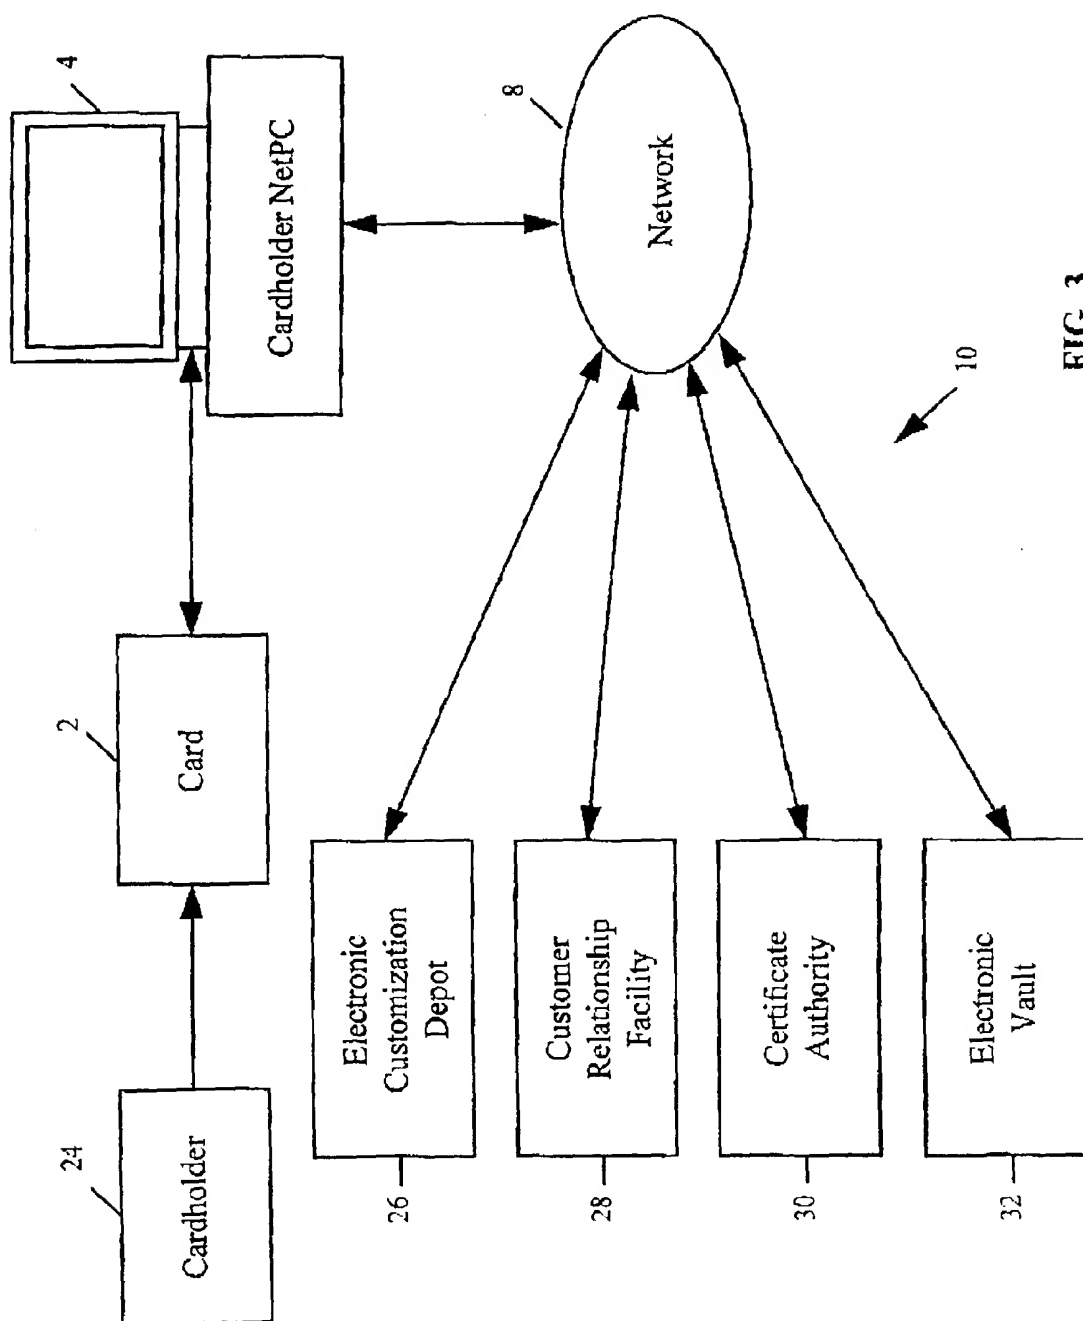 24
Cardholder
2
Card
4
Cardholder NetPC
8
Network
26
Electronic
Customization
Depot
28
Customer
Relationship
Facility
30
Certificate
Authority
32
Electronic
Vault
10
FIG. 3